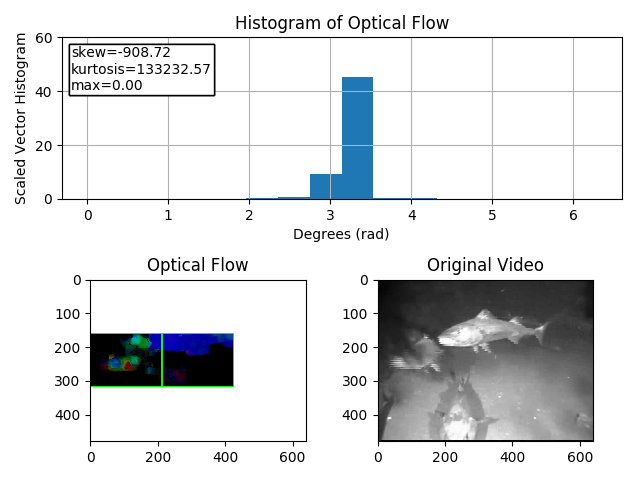 Histogram of Optical Flow
60
40
20
0
Scaled Vector Histogram
skew=-908.72
kurtosis=133232.57
max=0.00
0 1 2 3 4 5 6
Degrees (rad)
Optical Flow
0
100
200
300
400
0 200 400 600
Original Video
0
100
200
300
400
0 200 400 600